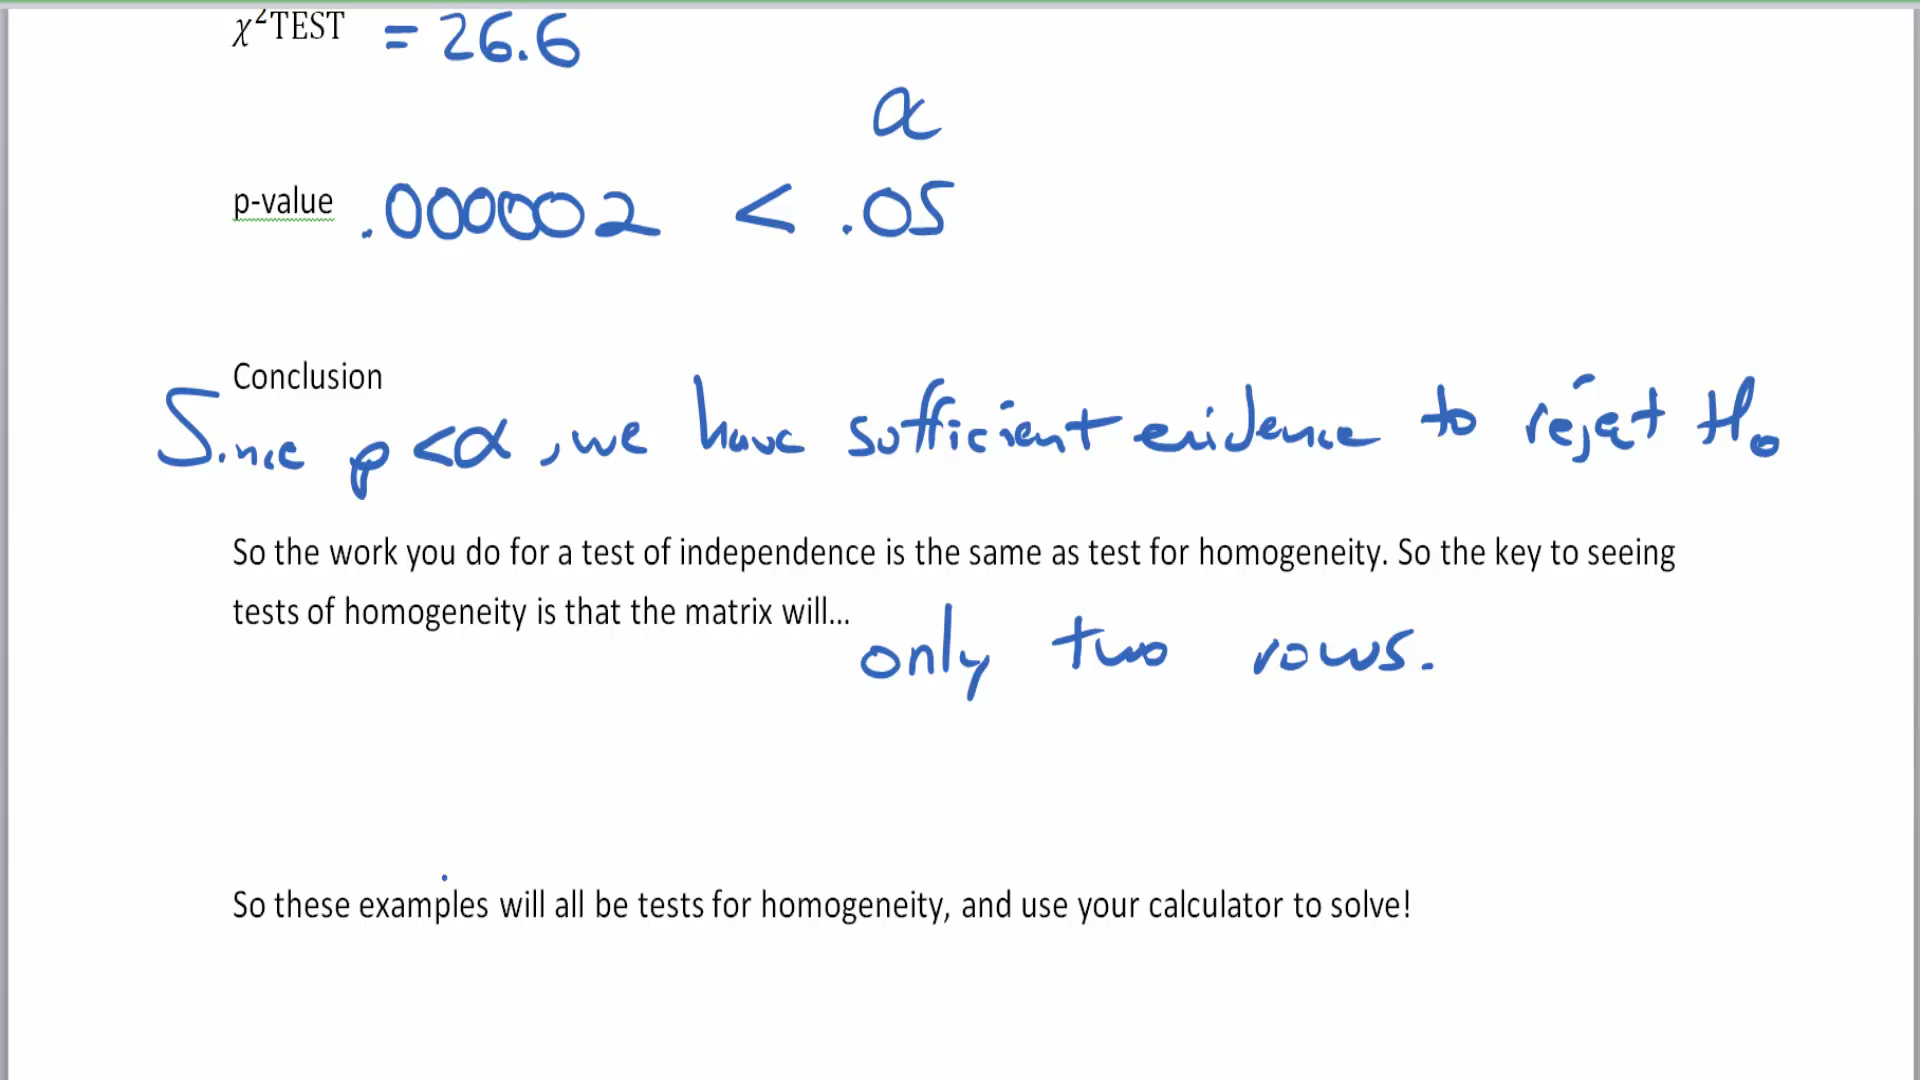 χ²TEST = 26.6
α
p-value .000002 < .05
Conclusion
Since p < α, we have sufficient evidence to reject H₀
So the work you do for a test of independence is the same as test for homogeneity. So the key to seeing
tests of homogeneity is that the matrix will...
only two rows.
So these examples will all be tests for homogeneity, and use your calculator to solve!